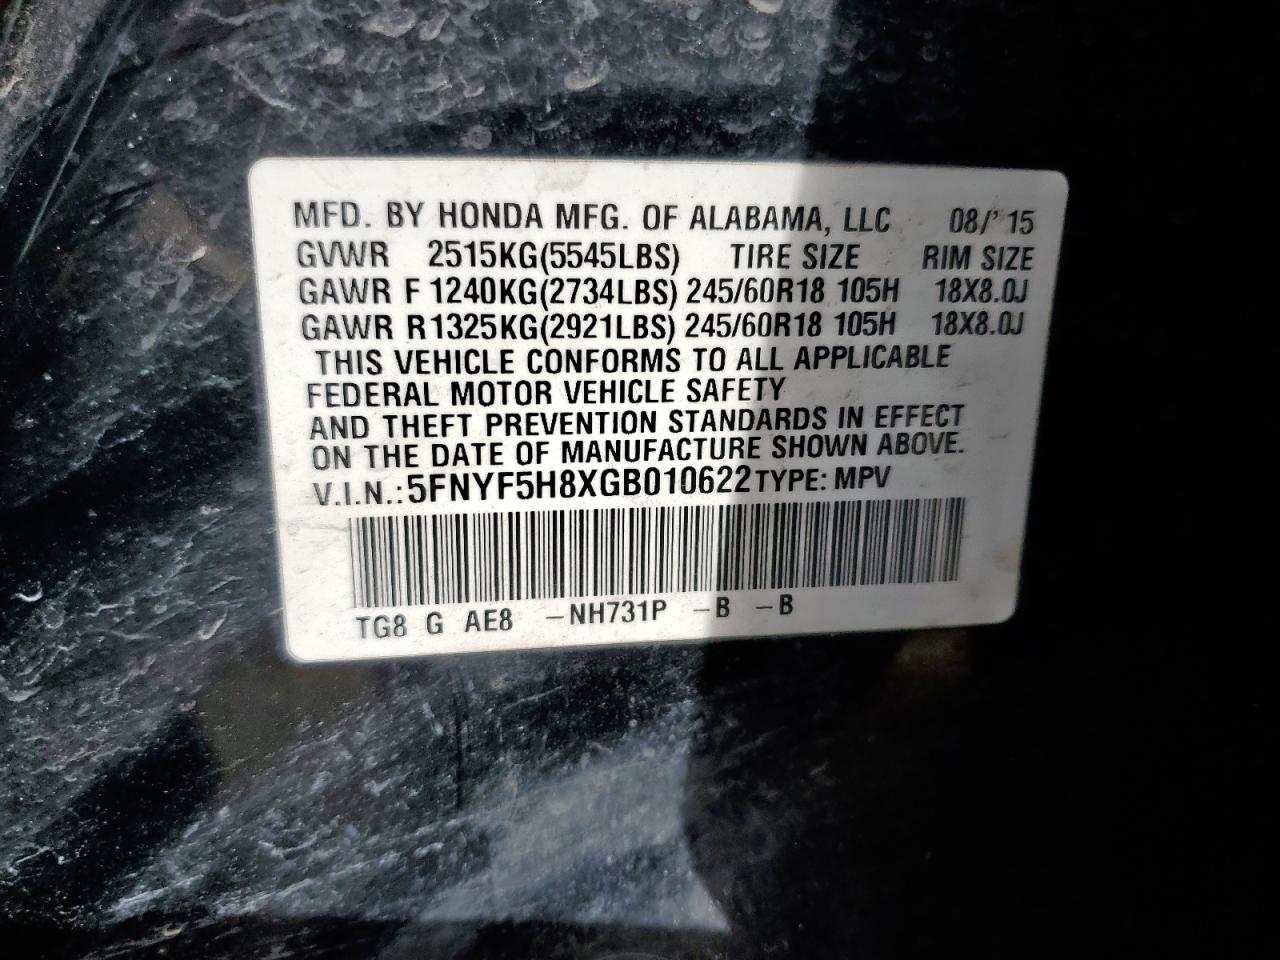 MFD. BY HONDA MFG. OF ALABAMA, LLC 08/'15
GVWR 2515KG(5545LBS) TIRE SIZE RIM SIZE
GAWR F 1240KG(2734LBS) 245/60R18 105H 18X8.0J
GAWR R1325KG(2921LBS) 245/60R18 105H 18X8.0J
THIS VEHICLE CONFORMS TO ALL APPLICABLE
FEDERAL MOTOR VEHICLE SAFETY
AND THEFT PREVENTION STANDARDS IN EFFECT
ON THE DATE OF MANUFACTURE SHOWN ABOVE.
V.I.N.: 5FNYF5H8XGB010622 TYPE: MPV
TG8 G AE8 –NH731P –B –B